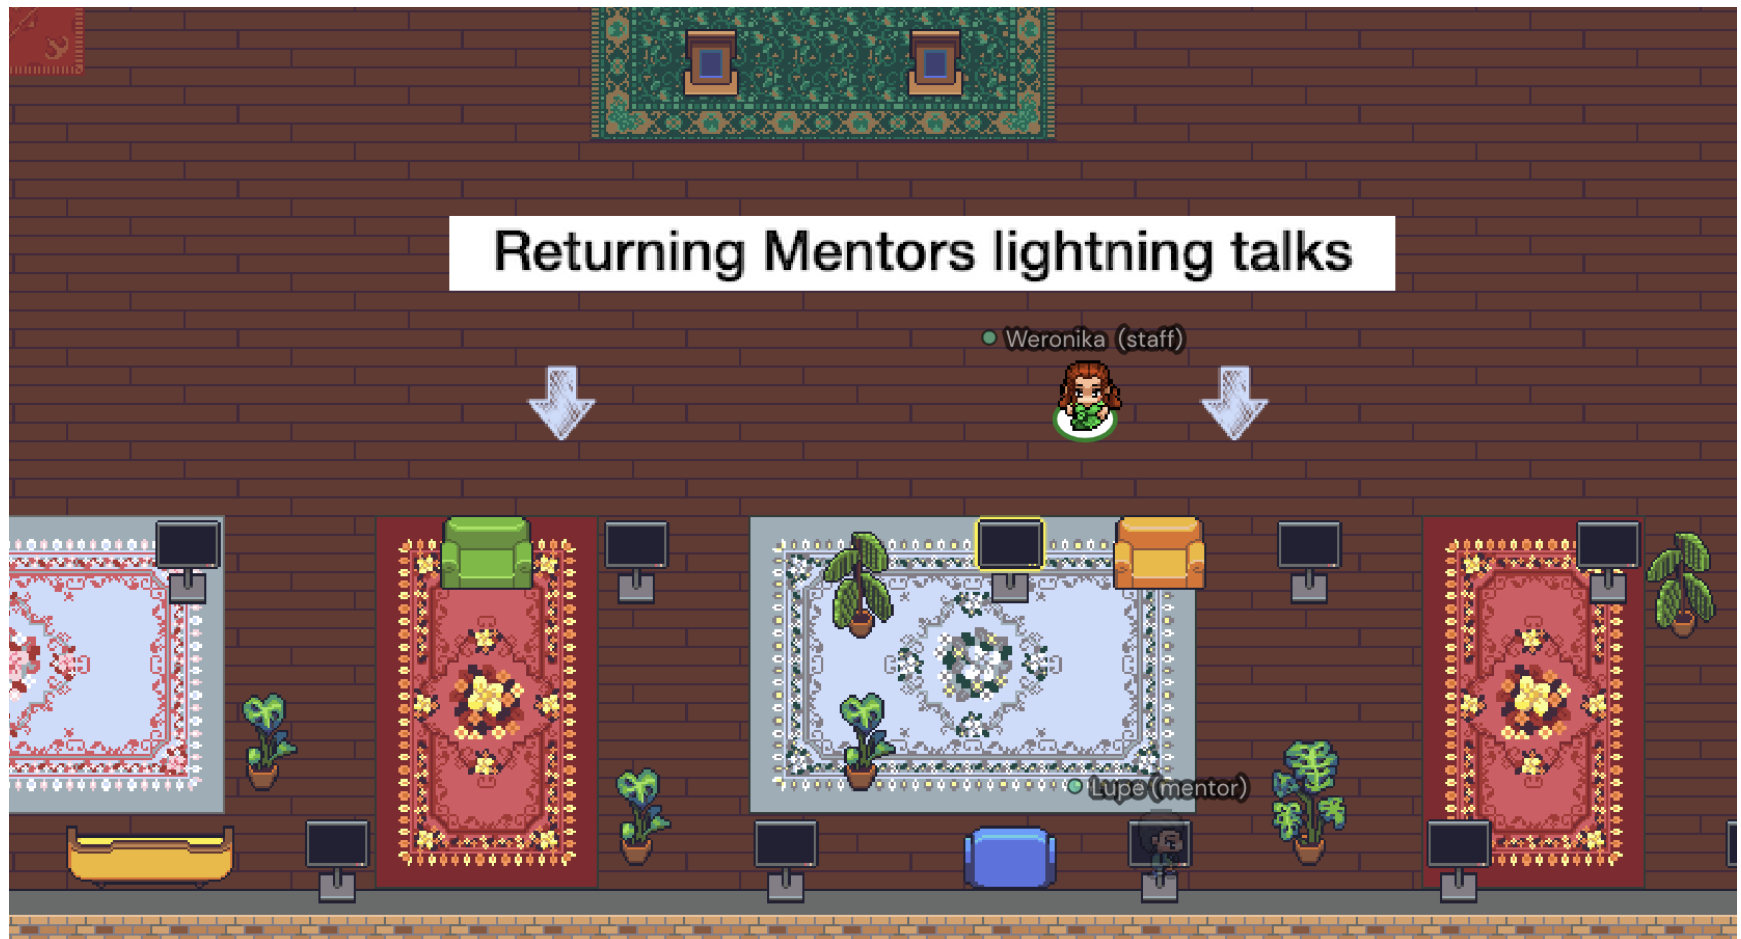 Returning Mentors lightning talks
Weronika (staff)
Lupe (mentor)